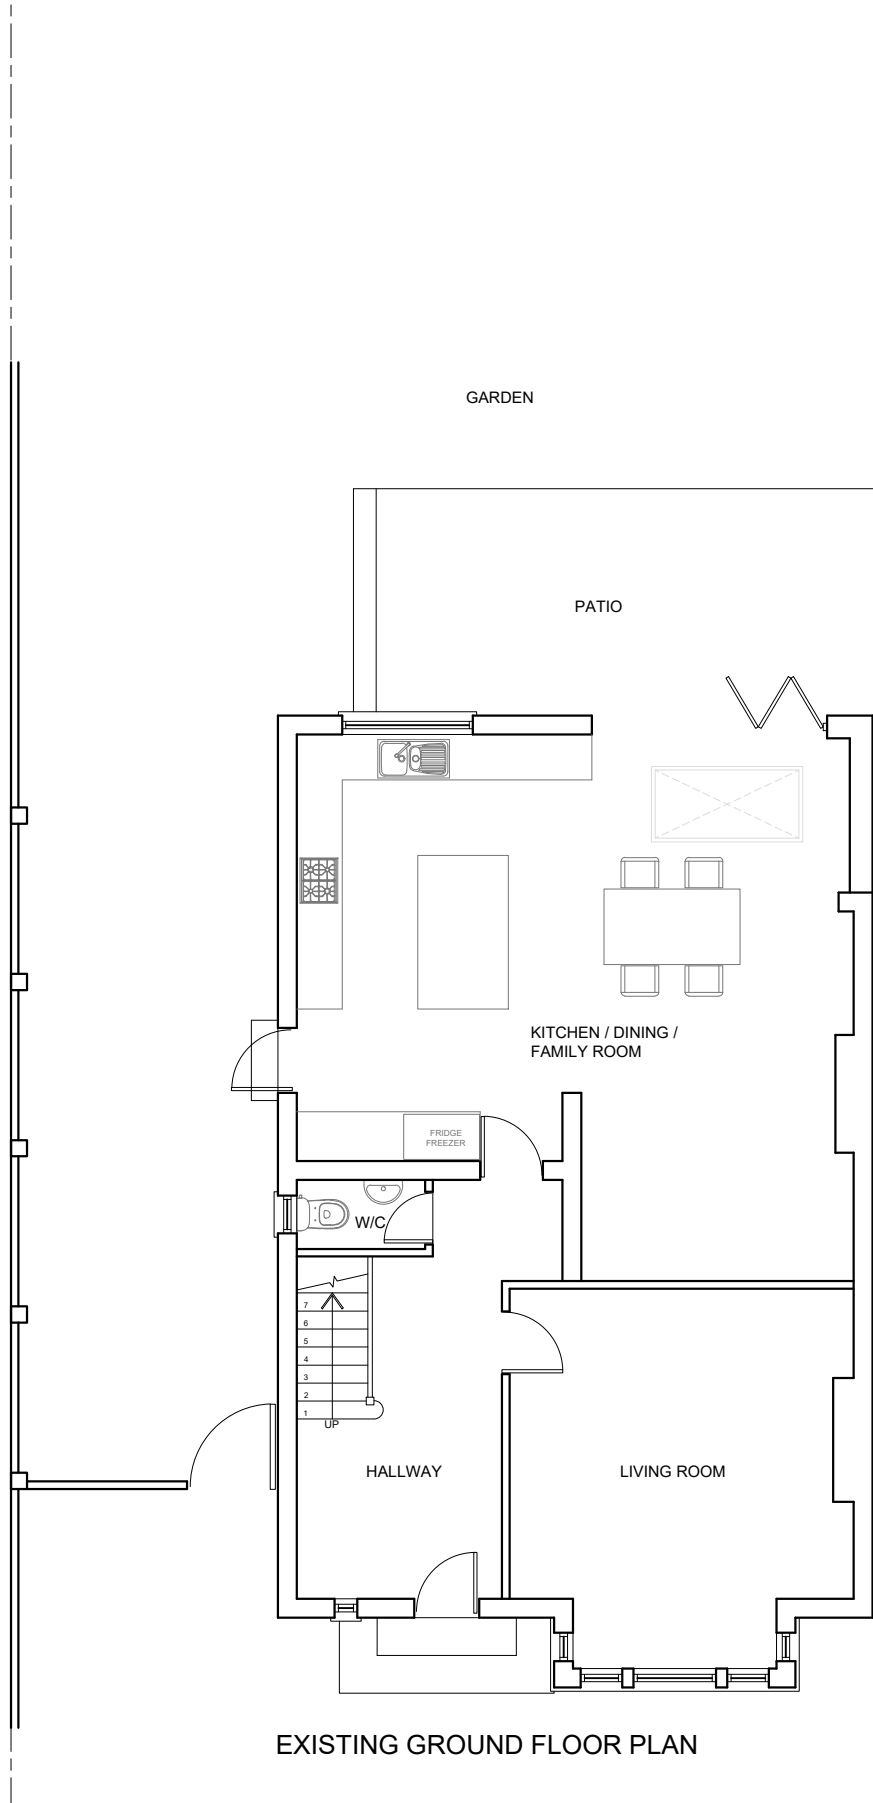 GARDEN
PATIO
KITCHEN / DINING /
FAMILY ROOM
FRIDGE
FREEZER
W/C
7
6
5
4
3
2
1
UP
HALLWAY
LIVING ROOM
EXISTING GROUND FLOOR PLAN